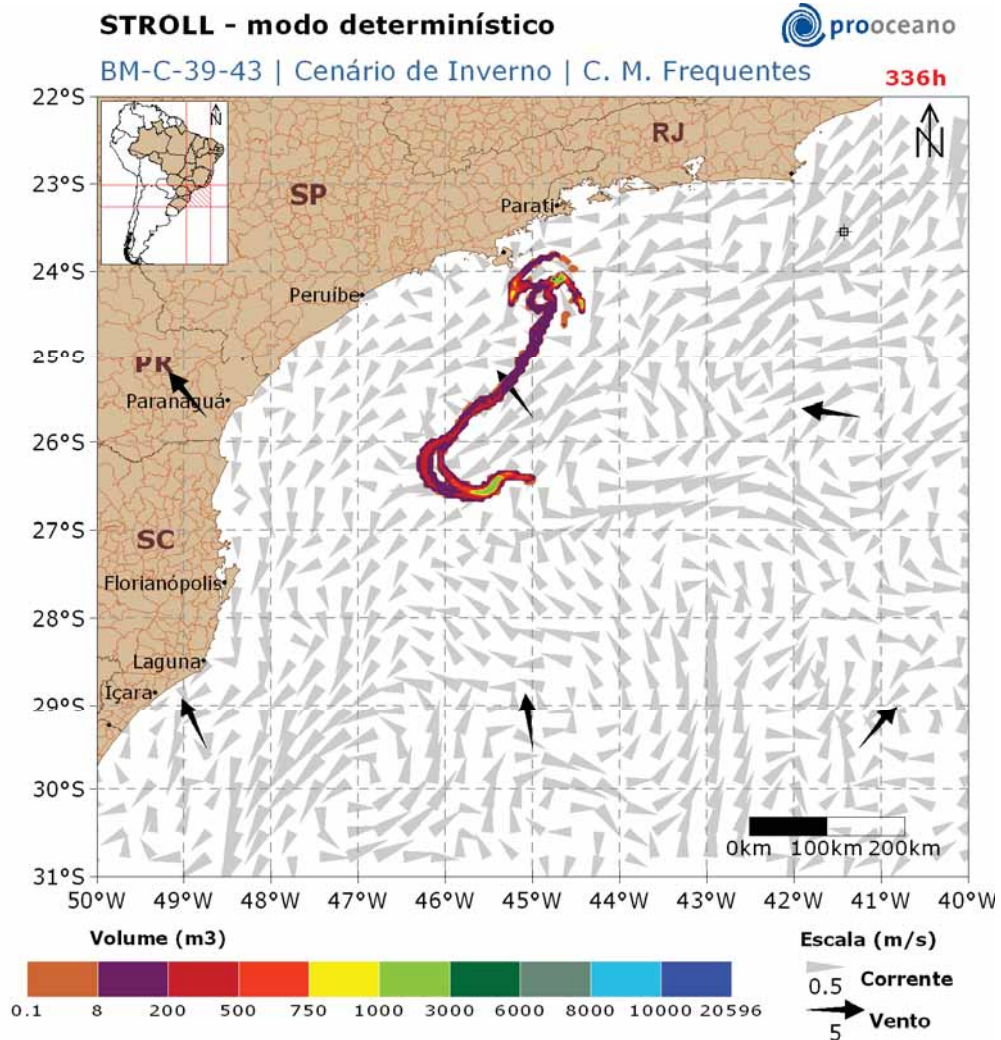 STROLL - modo determinístico
prooceano
BM-C-39-43 | Cenário de Inverno | C. M. Frequentes
336h
22°S
N
RJ
N
23°S
SP
Parati
24°S
Peruíbe
25°S
PR
Paranaguá
26°S
27°S
SC
Florianópolis
28°S
Laguna
Içara
29°S
30°S
0km 100km 200km
31°S
50°W 49°W 48°W 47°W 46°W 45°W 44°W 43°W 42°W 41°W 40°W
Volume (m3)
0.1 8 200 500 750 1000 3000 6000 8000 10000 20596
Escala (m/s)
0.5 Corrente
5 Vento